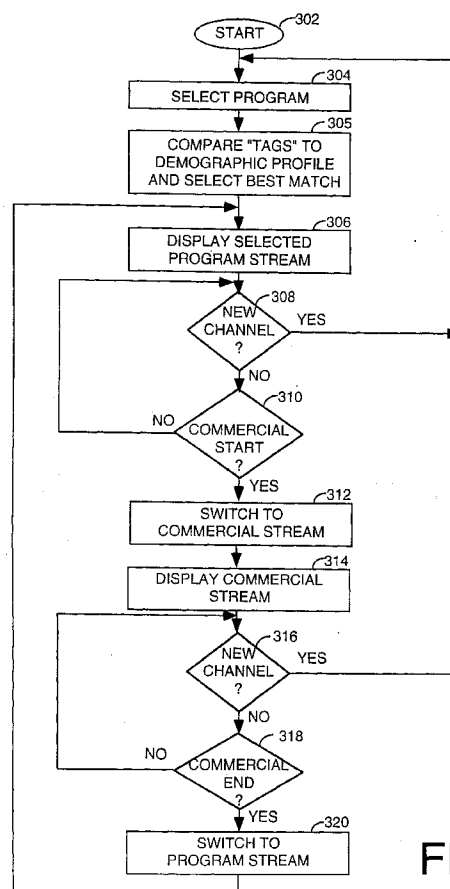 302
START
304
SELECT PROGRAM
305
COMPARE "TAGS" TO
DEMOGRAPHIC PROFILE
AND SELECT BEST MATCH
306
DISPLAY SELECTED
PROGRAM STREAM
308
NEW
CHANNEL
?
YES
NO
310
NO
COMMERCIAL
START
?
YES
312
SWITCH TO
COMMERCIAL STREAM
314
DISPLAY COMMERCIAL
STREAM
316
NEW
CHANNEL
?
YES
NO
318
NO
COMMERCIAL
END
?
YES
320
SWITCH TO
PROGRAM STREAM